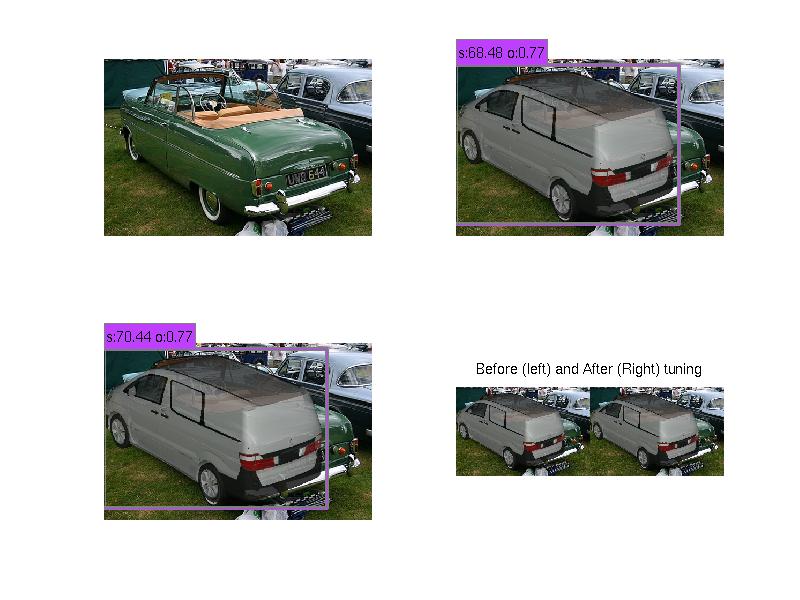 s:68.48 o:0.77
s:70.44 o:0.77
Before (left) and After (Right) tuning